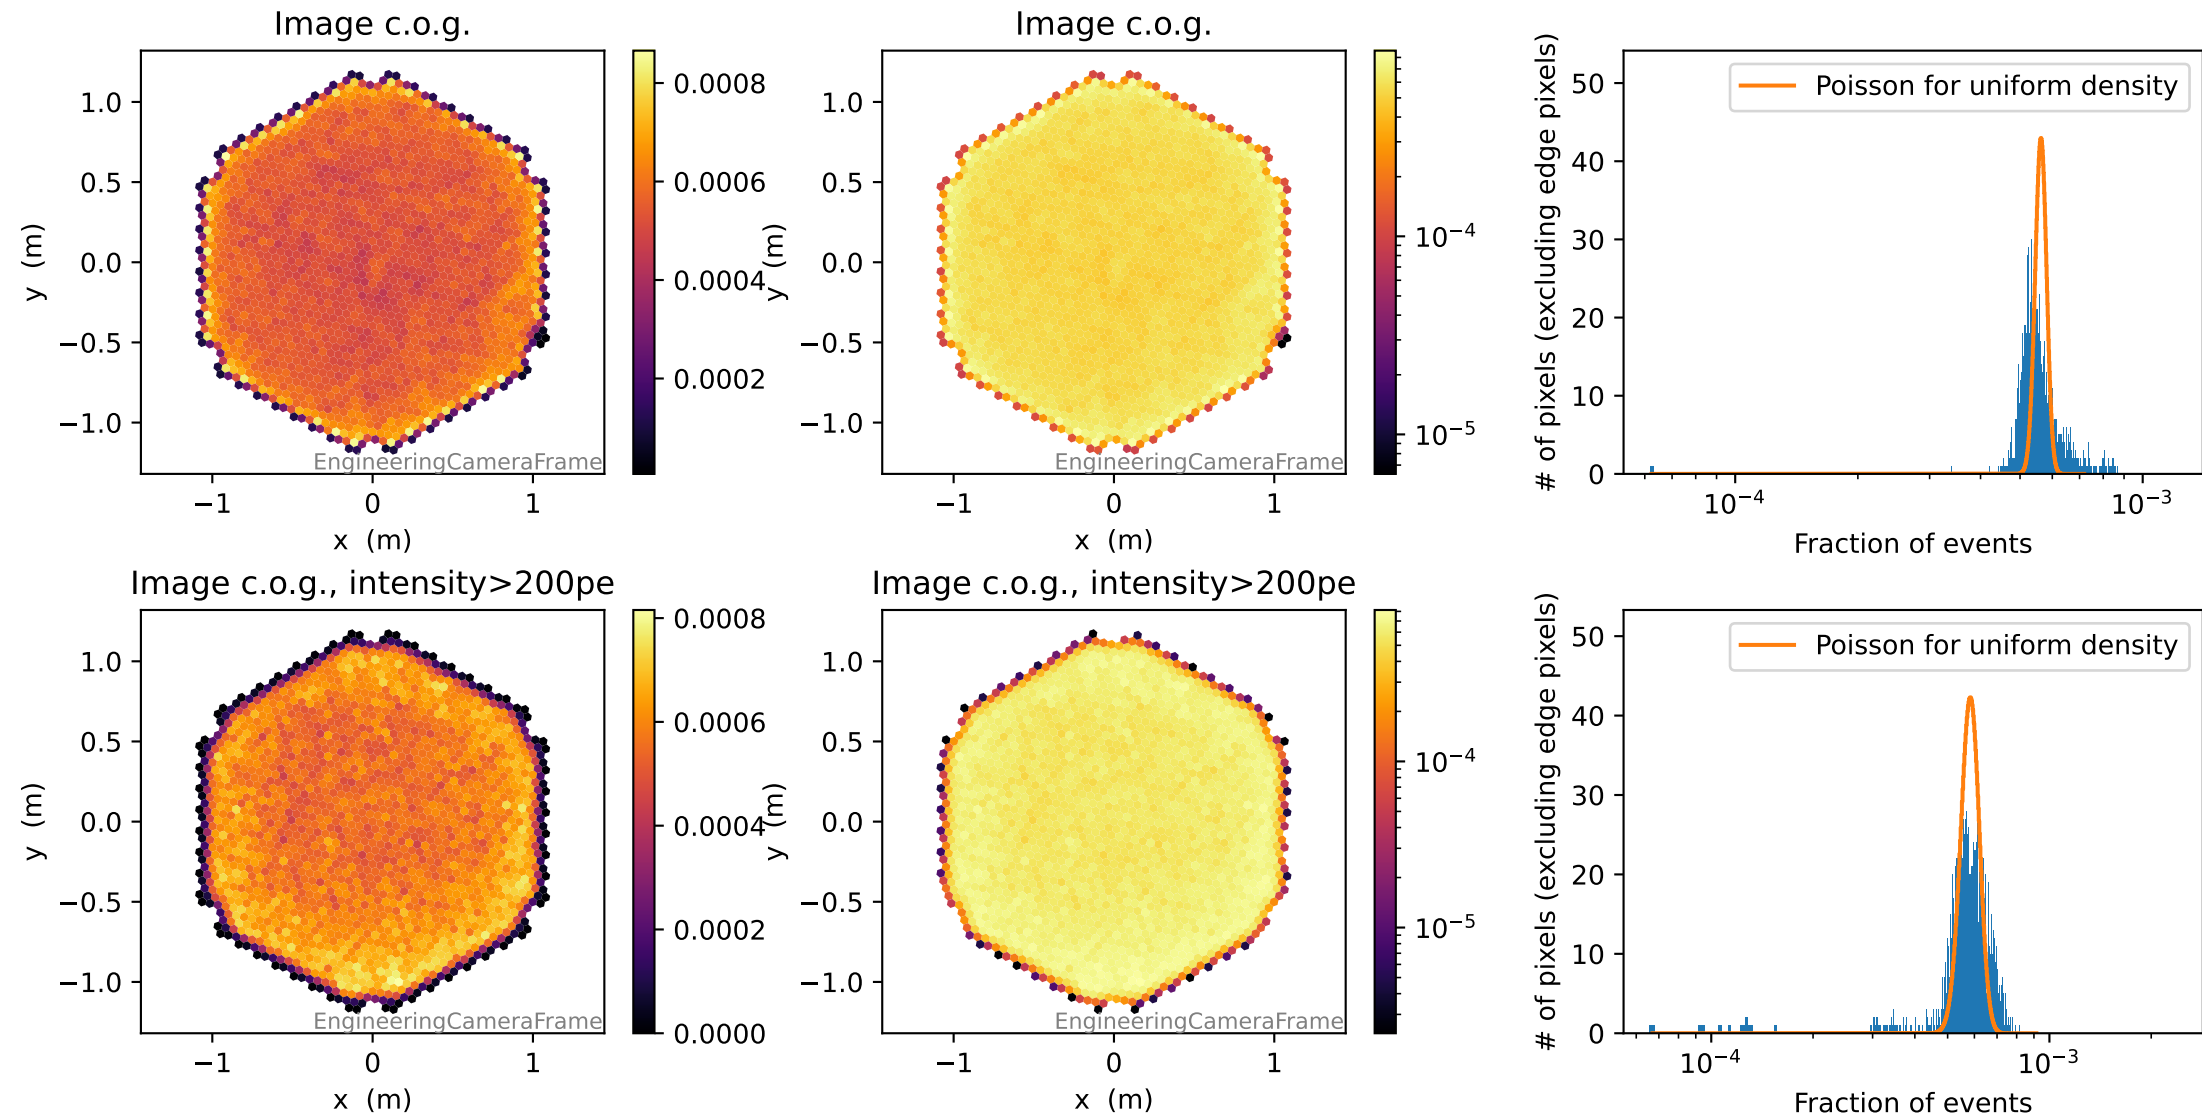 Image c.o.g.
1.0
0.5
0.0
−0.5
−1.0
y (m)
−1
0
1
x (m)
EngineeringCameraFrame
0.0008
0.0006
0.0004
0.0002
Image c.o.g.
1.0
0.5
0.0
−0.5
−1.0
y (m)
−1
0
1
x (m)
EngineeringCameraFrame
10⁻⁴
10⁻⁵
Poisson for uniform density
50
40
30
20
10
0
# of pixels (excluding edge pixels)
10⁻⁴
10⁻³
Fraction of events
Image c.o.g., intensity>200pe
1.0
0.5
0.0
−0.5
−1.0
y (m)
−1
0
1
x (m)
EngineeringCameraFrame
0.0008
0.0006
0.0004
0.0002
0.0000
Image c.o.g., intensity>200pe
1.0
0.5
0.0
−0.5
−1.0
y (m)
−1
0
1
x (m)
EngineeringCameraFrame
10⁻⁴
10⁻⁵
Poisson for uniform density
50
40
30
20
10
0
# of pixels (excluding edge pixels)
10⁻⁴
10⁻³
Fraction of events